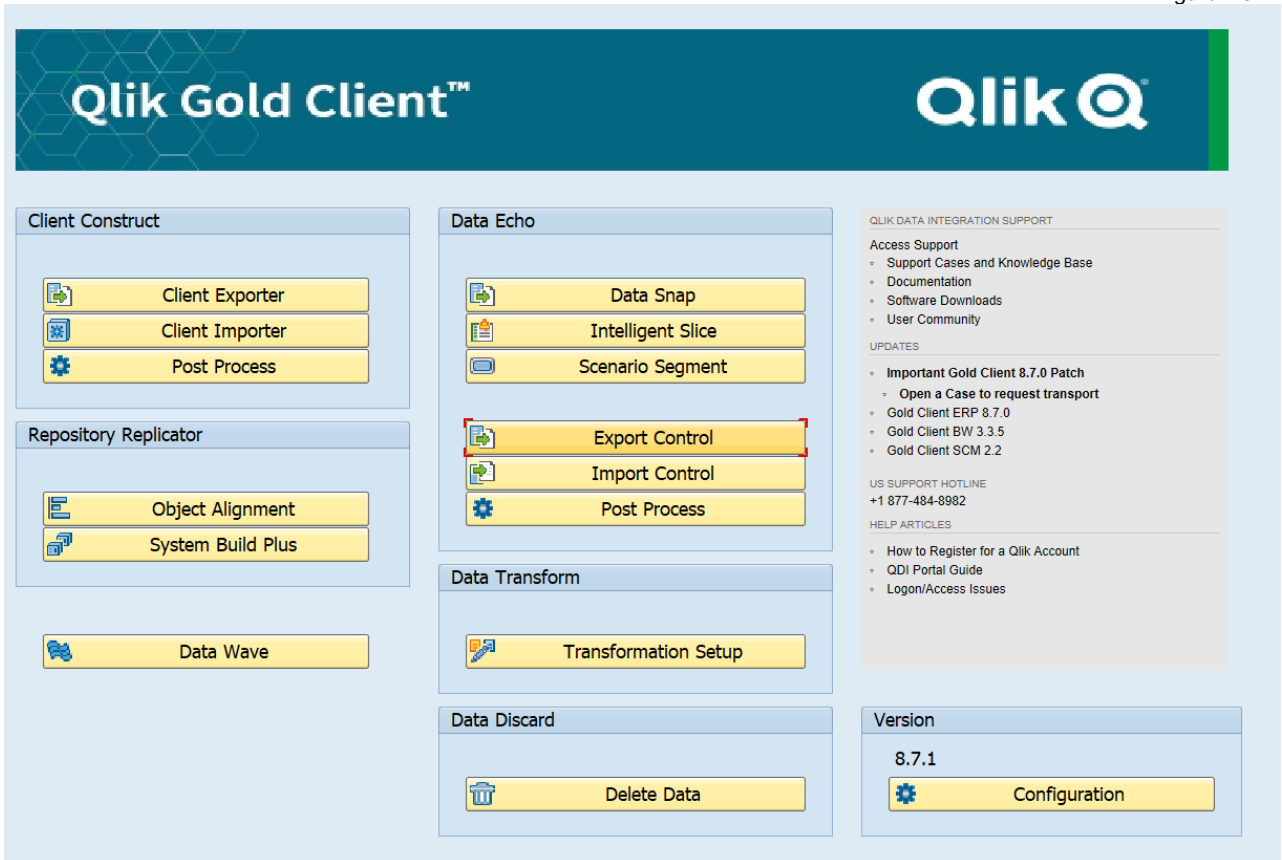 Qlik Gold Client™
Qlik
Client Construct
Client Exporter
Client Importer
Post Process
Repository Replicator
Object Alignment
System Build Plus
Data Wave
Data Echo
Data Snap
Intelligent Slice
Scenario Segment
Export Control
Import Control
Post Process
Data Transform
Transformation Setup
Data Discard
Delete Data
QLIK DATA INTEGRATION SUPPORT
Access Support
Support Cases and Knowledge Base
Documentation
Software Downloads
User Community
UPDATES
Important Gold Client 8.7.0 Patch
Open a Case to request transport
Gold Client ERP 8.7.0
Gold Client BW 3.3.5
Gold Client SCM 2.2
US SUPPORT HOTLINE
+1 877-484-8982
HELP ARTICLES
How to Register for a Qlik Account
QDI Portal Guide
Logon/Access Issues
Version
8.7.1
Configuration